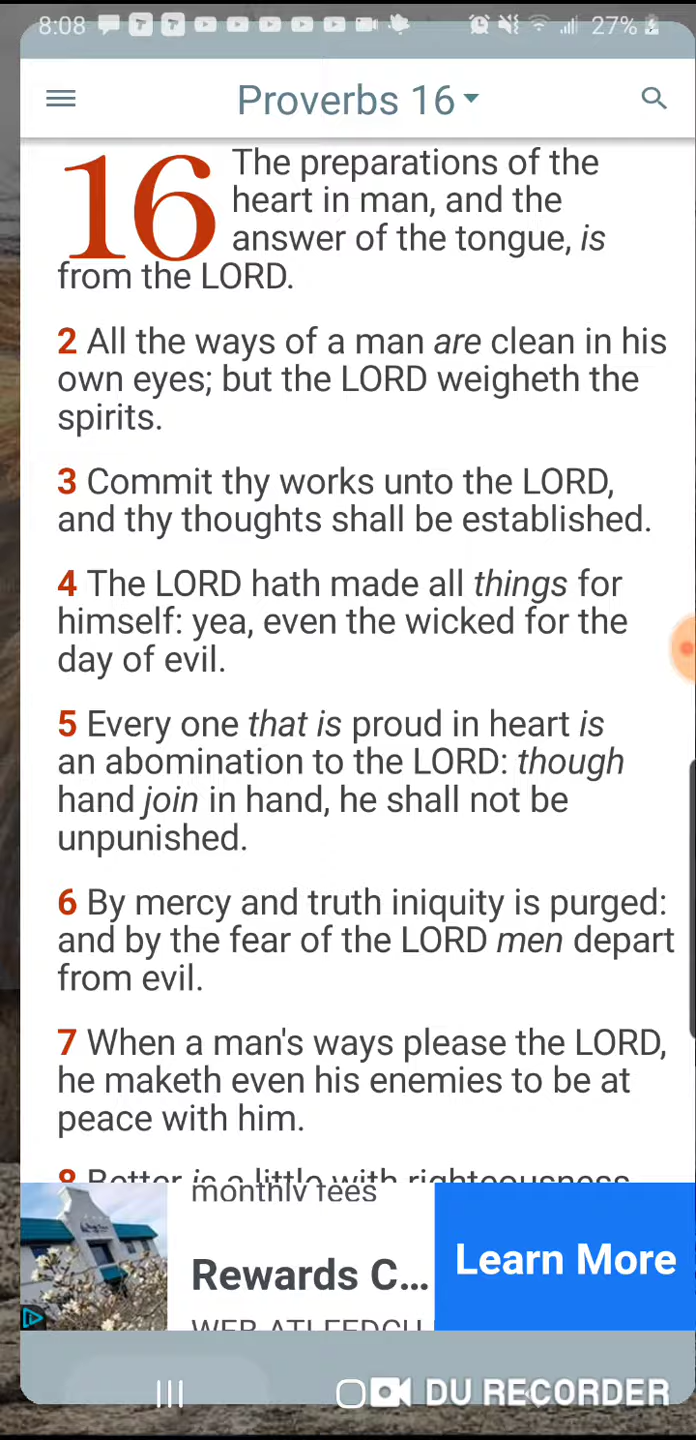 8:08
27%
Proverbs 16
16 The preparations of the
heart in man, and the
answer of the tongue, is
from the LORD.
2 All the ways of a man are clean in his
own eyes; but the LORD weigheth the
spirits.
3 Commit thy works unto the LORD,
and thy thoughts shall be established.
4 The LORD hath made all things for
himself: yea, even the wicked for the
day of evil.
5 Every one that is proud in heart is
an abomination to the LORD: though
hand join in hand, he shall not be
unpunished.
6 By mercy and truth iniquity is purged:
and by the fear of the LORD men depart
from evil.
7 When a man's ways please the LORD,
he maketh even his enemies to be at
peace with him.
8 Better is a little with righteousness
monthly fees
Rewards C...
Learn More
DU RECORDER